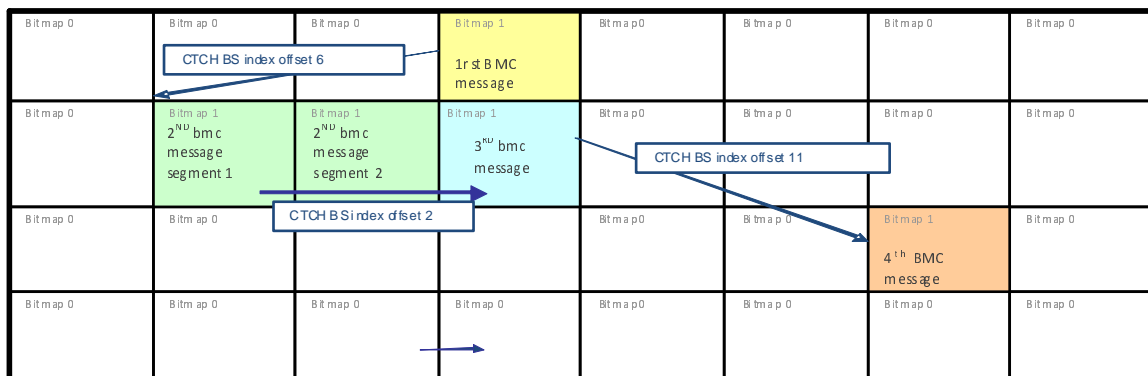 Bitmap 0
Bitmap 0
Bitmap 0
Bitmap 1
Bitmap 0
Bitmap 0
Bitmap 0
Bitmap 0
CTCH BS index offset 6
1rst BMC
message
Bitmap 0
Bitmap 1
Bitmap 1
Bitmap 1
Bitmap 0
Bitmap 0
Bitmap 0
Bitmap 0
2ND bmc
message
segment 1
2ND bmc
message
segment 2
3RD bmc
message
CTCH BS index offset 11
CTCH BS index offset 2
Bitmap 0
Bitmap 0
Bitmap 0
Bitmap 0
Bitmap 0
Bitmap 0
Bitmap 1
Bitmap 0
4th BMC
message
Bitmap 0
Bitmap 0
Bitmap 0
Bitmap 0
Bitmap 0
Bitmap 0
Bitmap 0
Bitmap 0